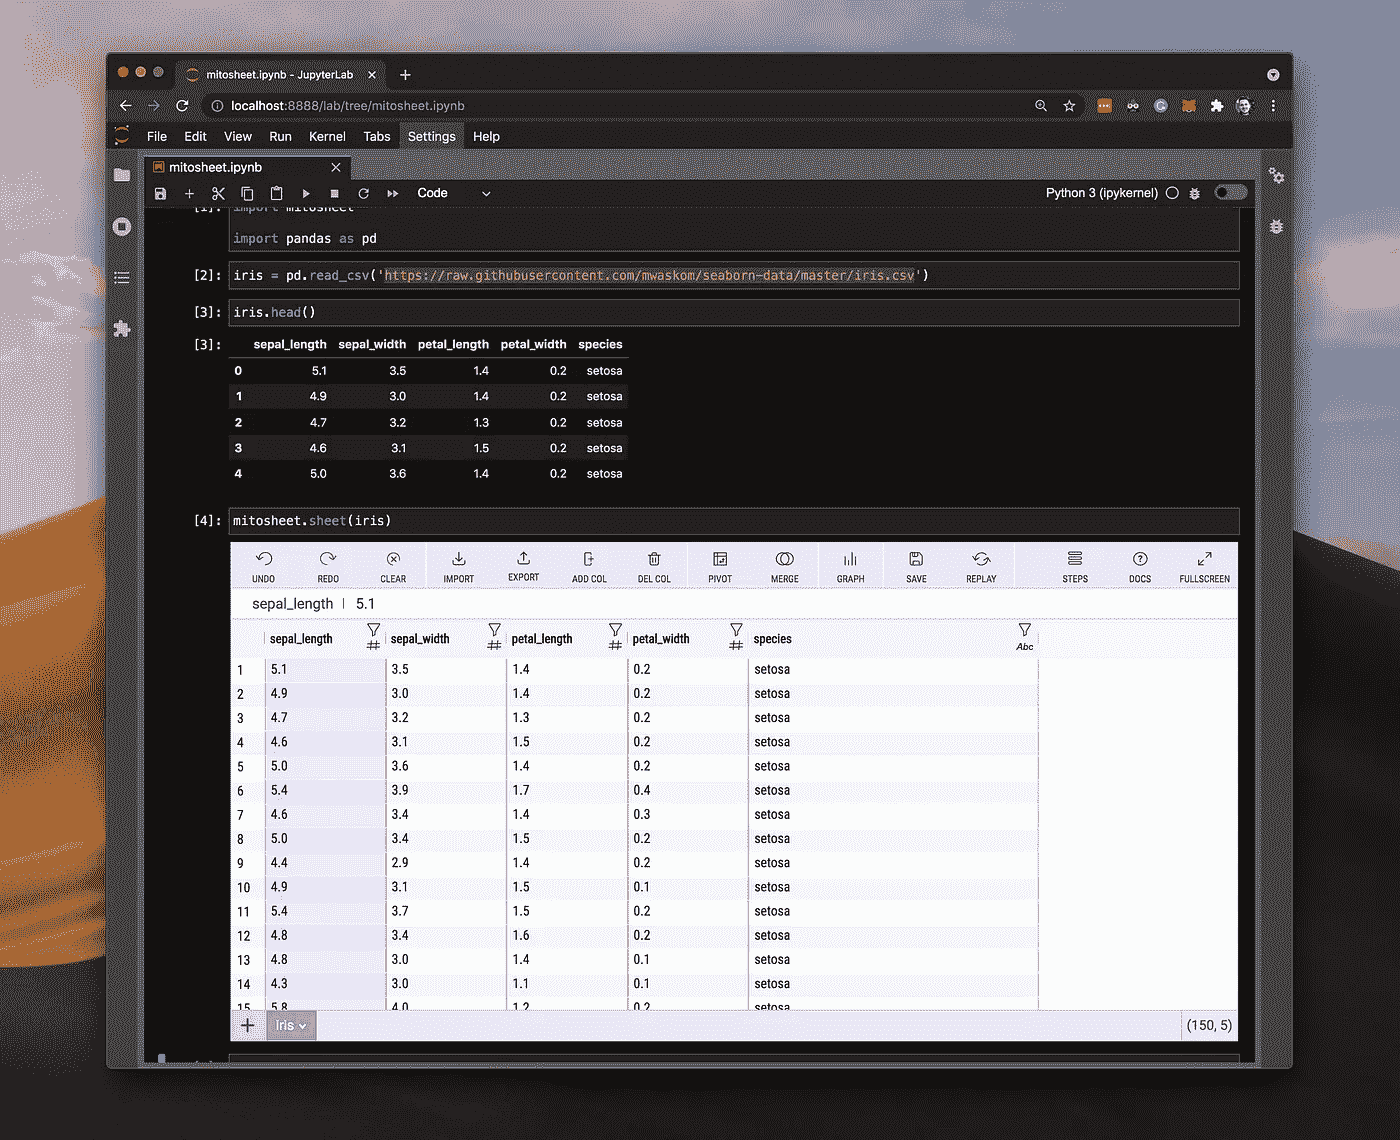 mitosheet.ipynb - JupyterLab
localhost:8888/lab/tree/mitosheet.ipynb
File Edit View Run Kernel Tabs Settings Help
mitosheet.ipynb
Code Python 3 (ipykernel)
[1]: import mitosheet
import pandas as pd
[2]: iris = pd.read_csv('https://raw.githubusercontent.com/mwaskom/seaborn-data/master/iris.csv')
[3]: iris.head()
[3]: sepal_length sepal_width petal_length petal_width species
0 5.1 3.5 1.4 0.2 setosa
1 4.9 3.0 1.4 0.2 setosa
2 4.7 3.2 1.3 0.2 setosa
3 4.6 3.1 1.5 0.2 setosa
4 5.0 3.6 1.4 0.2 setosa
[4]: mitosheet.sheet(iris)
UNDO REDO CLEAR IMPORT EXPORT ADD COL DEL COL PIVOT MERGE GRAPH SAVE REPLAY STEPS DOCS FULLSCREEN
sepal_length | 5.1
sepal_length # sepal_width # petal_length # petal_width # species Abc
1 5.1 3.5 1.4 0.2 setosa
2 4.9 3.0 1.4 0.2 setosa
3 4.7 3.2 1.3 0.2 setosa
4 4.6 3.1 1.5 0.2 setosa
5 5.0 3.6 1.4 0.2 setosa
6 5.4 3.9 1.7 0.4 setosa
7 4.6 3.4 1.4 0.3 setosa
8 5.0 3.4 1.5 0.2 setosa
9 4.4 2.9 1.4 0.2 setosa
10 4.9 3.1 1.5 0.1 setosa
11 5.4 3.7 1.5 0.2 setosa
12 4.8 3.4 1.6 0.2 setosa
13 4.8 3.0 1.4 0.1 setosa
14 4.3 3.0 1.1 0.1 setosa
15 5.8 4.0 1.2 0.2 setosa
+ iris (150, 5)